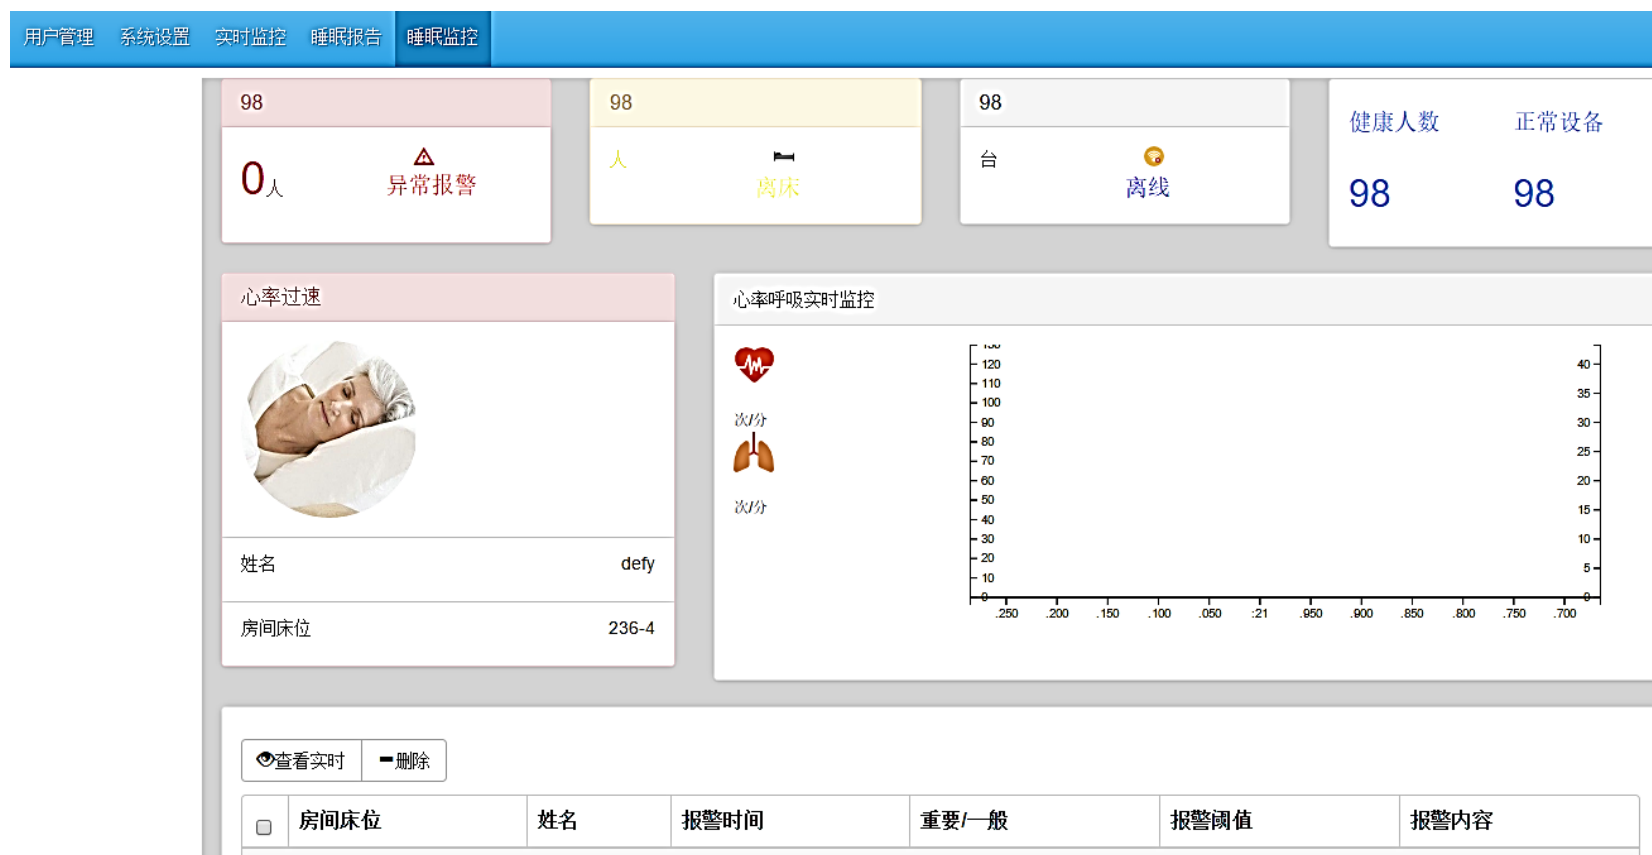 用户管理 系统设置 实时监控 睡眠报告 睡眠监控
98 98 98
健康人数 正常设备
0人 异常报警
人 离床
台 离线
98 98
心率过速
心率呼吸实时监控
次/分
次/分
130
120
110
100
90
80
70
60
50
40
30
20
10
0
40
35
30
25
20
15
10
5
0
.250 .200 .150 .100 .050 :21 .950 .900 .850 .800 .750 .700
姓名 defy
房间床位 236-4
查看实时 删除
房间床位 姓名 报警时间 重要/一般 报警阈值 报警内容